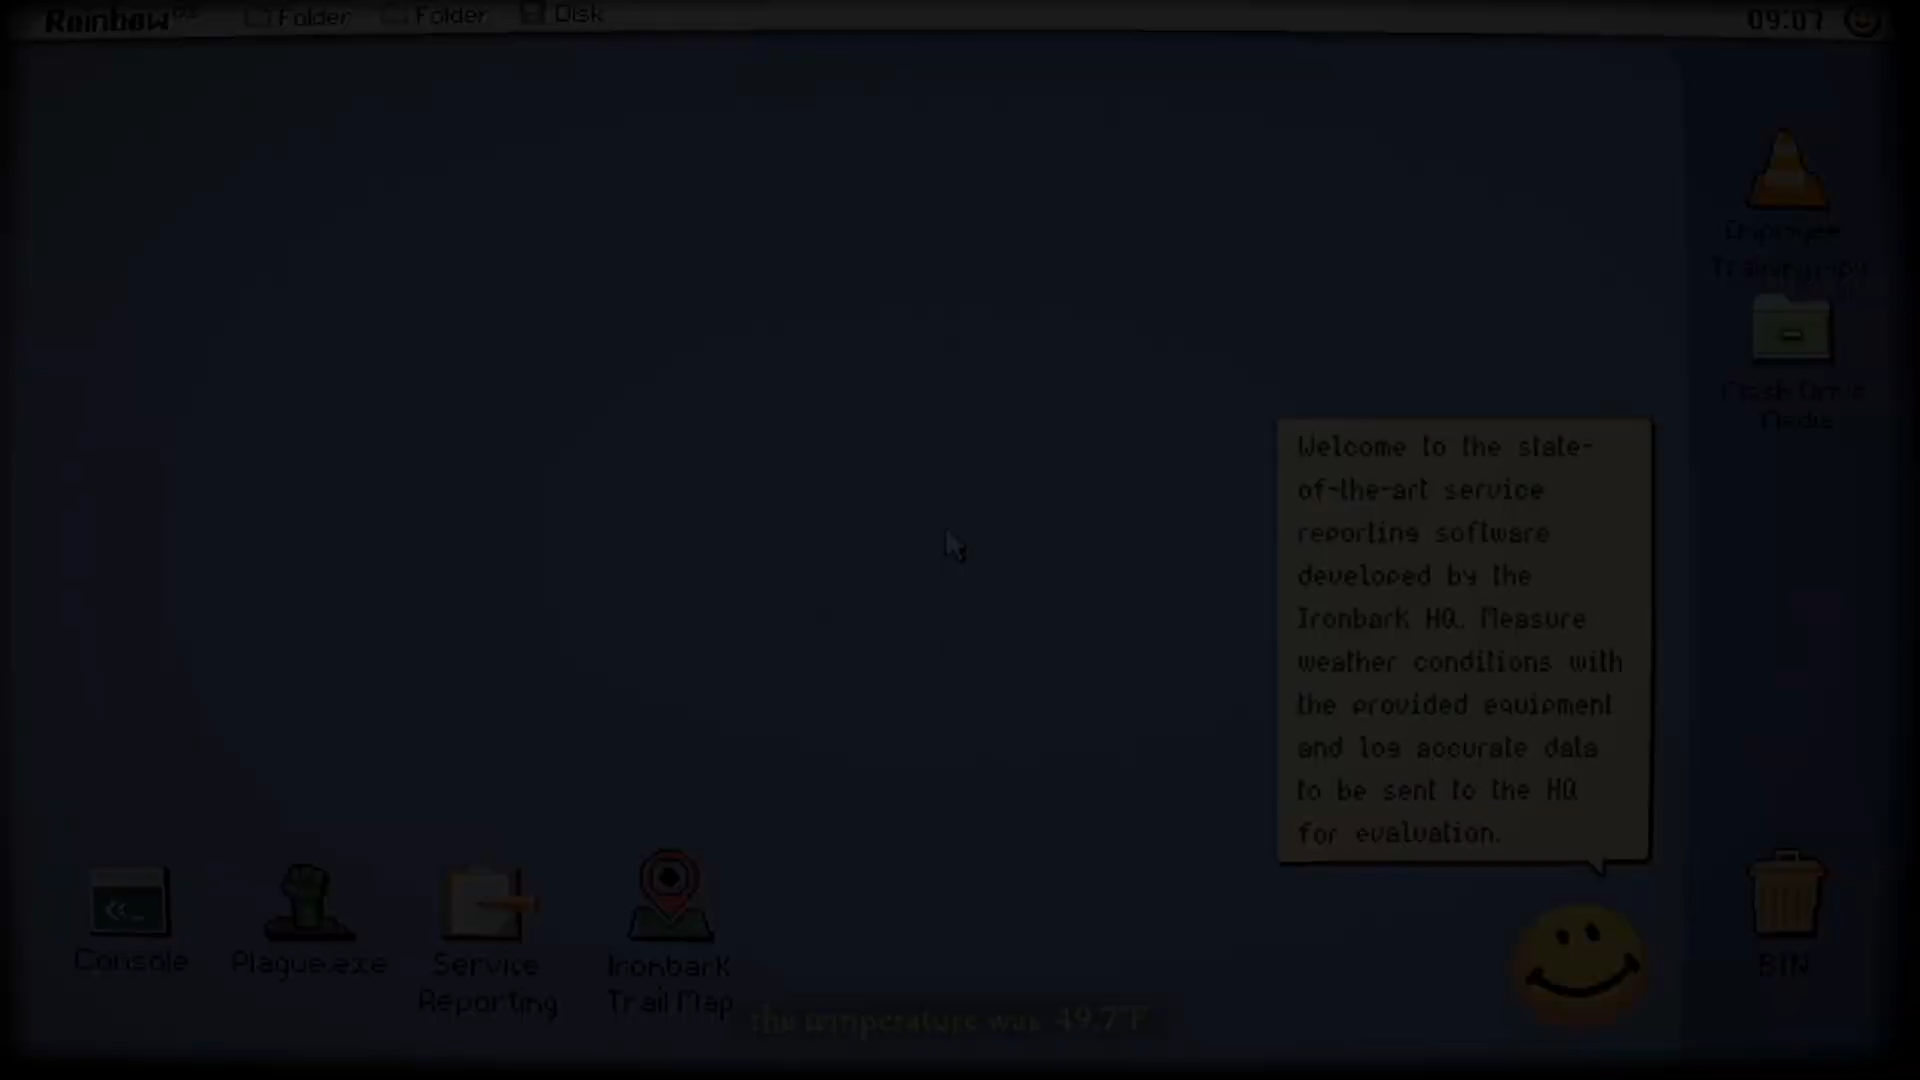 Rainbow
Folder
Folder
Disk
09:07
Employee
Welcome to the state-
of-the-art service
reporting software
developed by the
Ironbark HQ. Measure
weather conditions with
the provided equipment
and log accurate data
to be sent to the HQ
for evaluation.
Console
Plague.exe
Service
Reporting
Ironbark
Trail Map
BIN
the temperature was 49.7°F